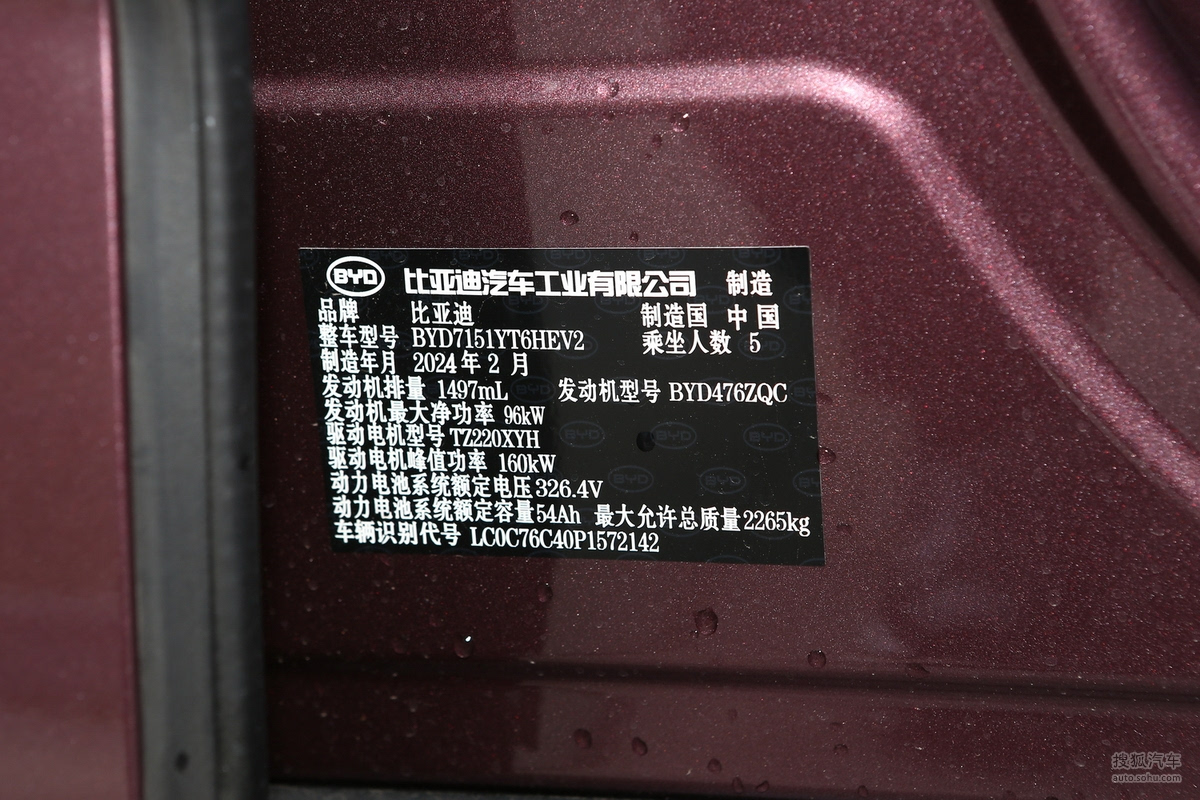 BYD 比亚迪汽车工业有限公司 制造
品牌 比亚迪 制造国 中国
整车型号 BYD7151YT6HEV2 乘坐人数 5
制造年月 2024年 2 月
发动机排量 1497mL 发动机型号 BYD476ZQC
发动机最大净功率 96kW
驱动电机型号 TZ220XYH
驱动电机峰值功率 160kW
动力电池系统额定电压 326.4V
动力电池系统额定容量 54Ah 最大允许总质量 2265kg
车辆识别代号 LC0C76C40P1572142
搜狐汽车
auto.sohu.com